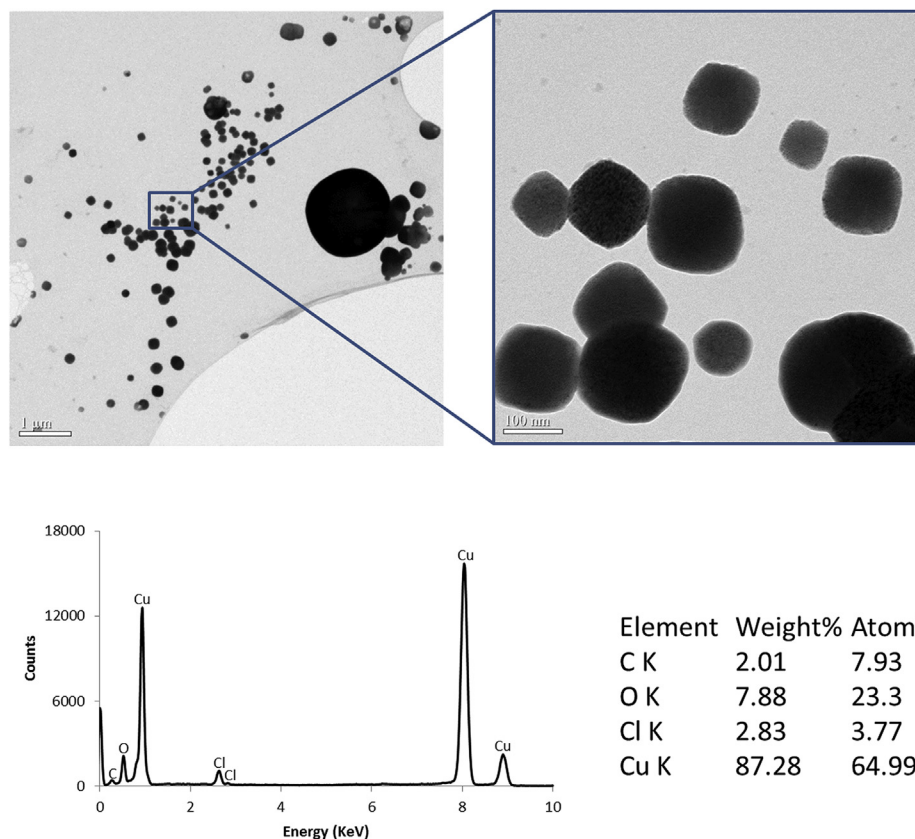 1 µm
100 nm
18000
12000
6000
0
Counts
C
O
Cu
Cl
Cl
Cu
Cu
0 2 4 6 8 10
Energy (KeV)
Element Weight% Atom
C K 2.01 7.93
O K 7.88 23.3
Cl K 2.83 3.77
Cu K 87.28 64.99